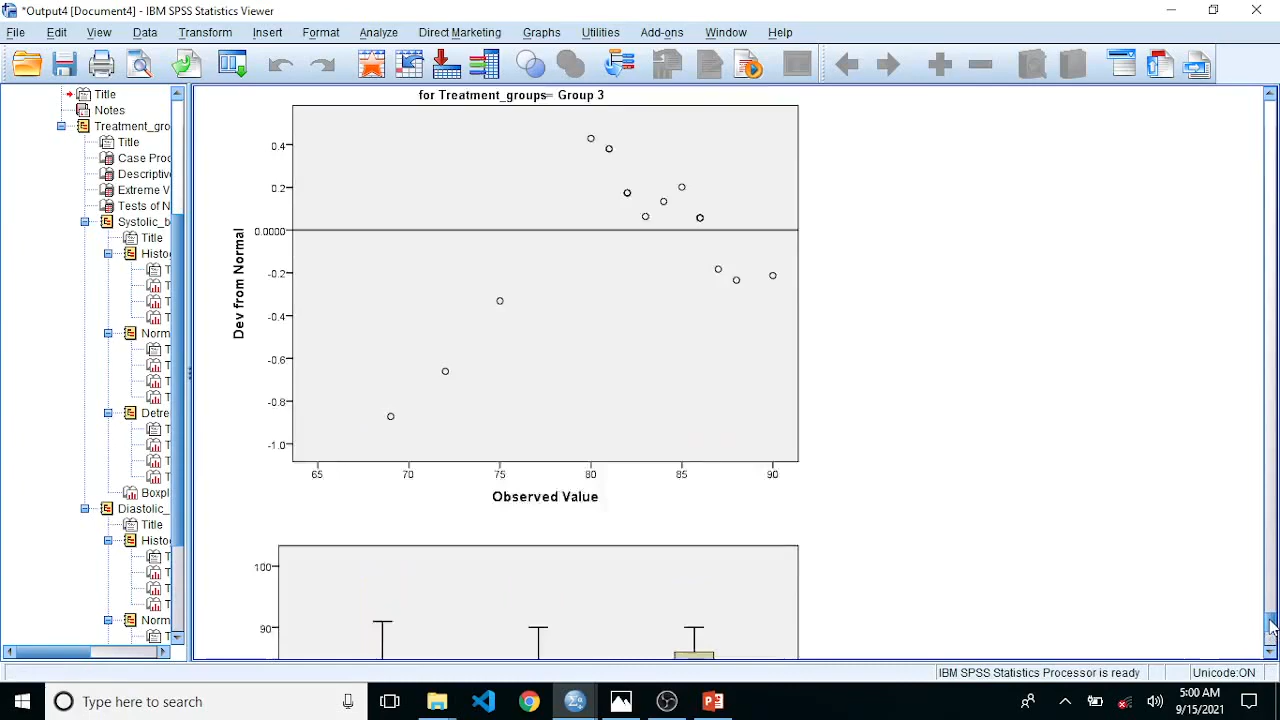 *Output4 [Document4] - IBM SPSS Statistics Viewer
File Edit View Data Transform Insert Format Analyze Direct Marketing Graphs Utilities Add-ons Window Help
Title
Notes
Treatment_gro
Title
Case Proc
Descriptiv
Extreme V
Tests of N
Systolic_b
Title
Histo
T
T
T
T
Norm
T
T
T
T
Detre
T
T
T
T
Boxpl
Diastolic_
Title
Histo
T
T
T
T
Norm
T
for Treatment_groups= Group 3
0.4
0.2
0.0000
-0.2
-0.4
-0.6
-0.8
-1.0
Dev from Normal
65 70 75 80 85 90
Observed Value
100
90
IBM SPSS Statistics Processor is ready Unicode:ON
Type here to search
5:00 AM
9/15/2021